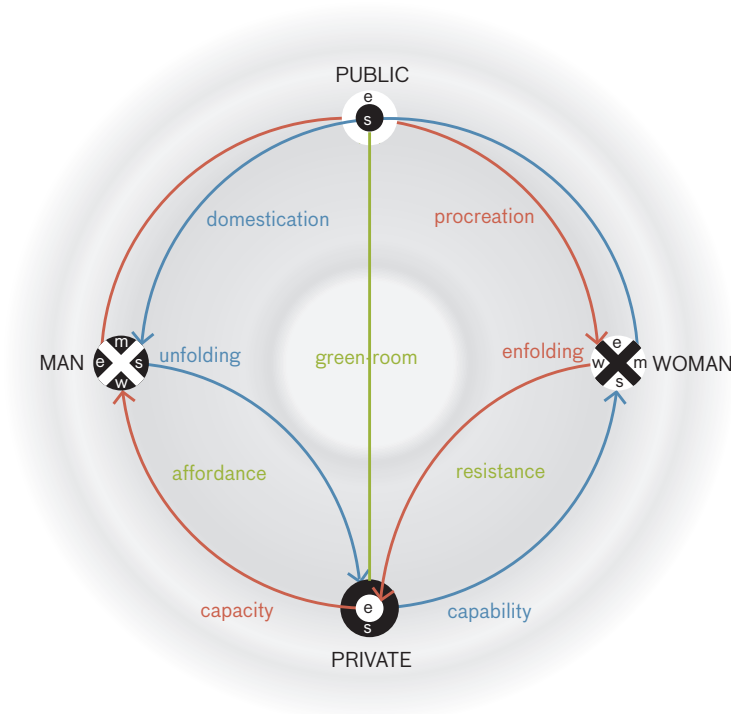 PUBLIC
e
s
domestication
procreation
MAN
m
e
s
w
unfolding
green-room
enfolding
e
w
m
s
WOMAN
affordance
resistance
capacity
e
s
capability
PRIVATE